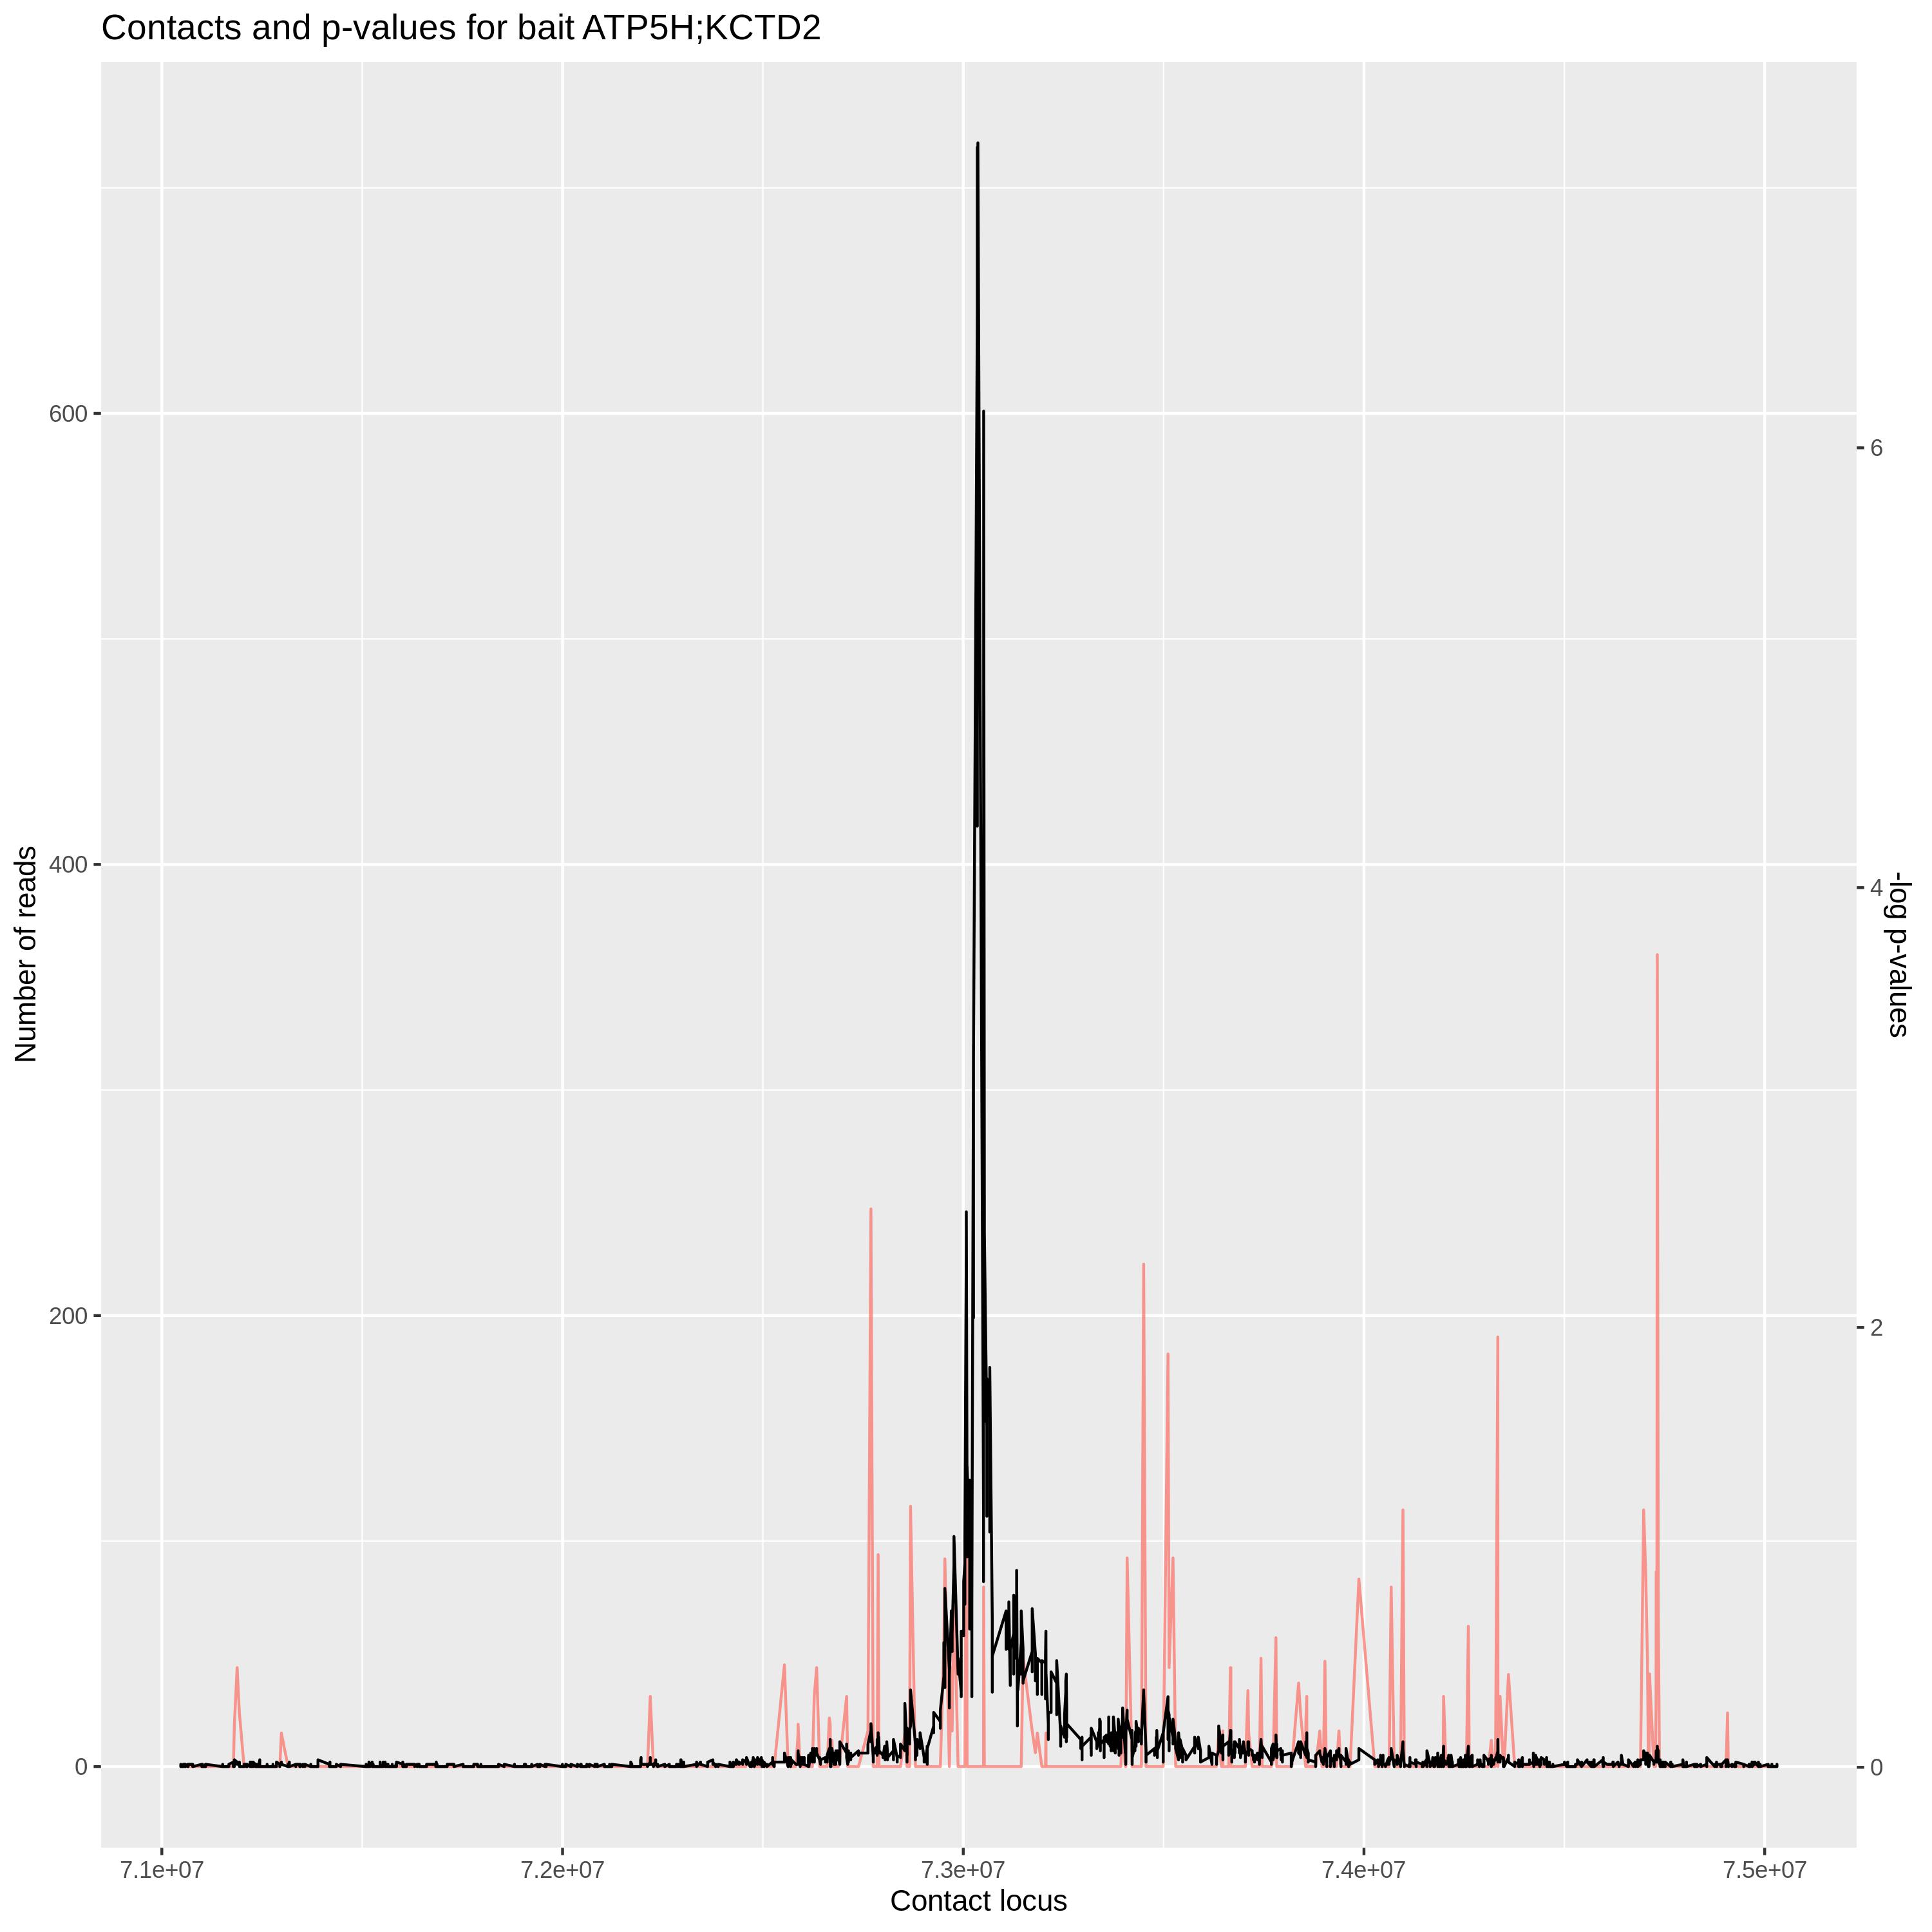 Contacts and p-values for bait ATP5H;KCTD2
600
400
200
0
Number of reads
6
4
2
0
-log p-values
7.1e+07
7.2e+07
7.3e+07
7.4e+07
7.5e+07
Contact locus